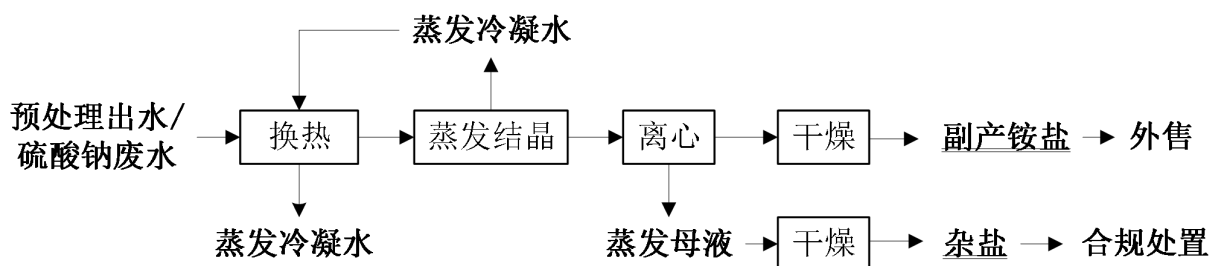 蒸发冷凝水
预处理出水/
硫酸钠废水
换热
蒸发结晶
离心
干燥
副产铵盐
外售
蒸发冷凝水
蒸发母液
干燥
杂盐
合规处置